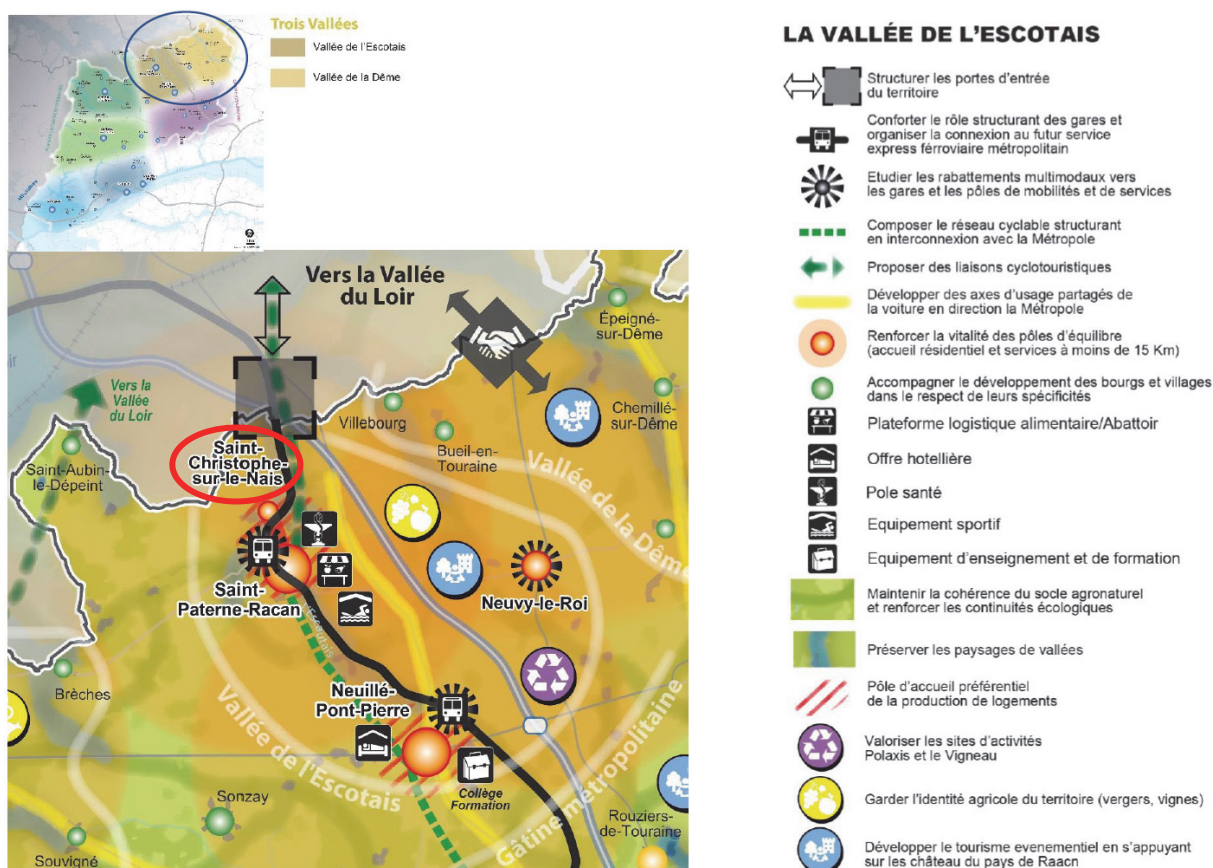 Trois Vallées
Vallée de l'Escotais
Vallée de la Dême
LA VALLÉE DE L'ESCOTAIS
Structurer les portes d'entrée
du territoire
Conforter le rôle structurant des gares et
organiser la connexion au futur service
express férroviaire métropolitain
Etudier les rabattements multimodaux vers
les gares et les pôles de mobilités et de services
Composer le réseau cyclable structurant
en interconnexion avec la Métropole
Proposer des liaisons cyclotouristiques
Développer des axes d'usage partagés de
la voiture en direction la Métropole
Renforcer la vitalité des pôles d'équilibre
(accueil résidentiel et services à moins de 15 Km)
Accompagner le développement des bourgs et villages
dans le respect de leurs spécificités
Plateforme logistique alimentaire/Abattoir
Offre hotellière
Pole santé
Equipement sportif
Equipement d'enseignement et de formation
Maintenir la cohérence du socle agronaturel
et renforcer les continuités écologiques
Préserver les paysages de vallées
Pôle d'accueil préférentiel
de la production de logements
Valoriser les sites d'activités
Polaxis et le Vigneau
Garder l'identité agricole du territoire (vergers, vignes)
Développer le tourisme evenementiel en s'appuyant
sur les château du pays de Raacn
Vers la Vallée
du Loir
Épeigné-
sur-Dême
Vers la
Vallée
du Loir
Villebourg
Chemillé-
sur-Dême
Saint-
Christophe-
sur-le-Nais
Bueil-en-
Touraine
Saint-Aubin-
le-Dépeint
Vallée de la Dême
Saint-
Paterne-Racan
Neuvy-le-Roi
l'Escotais
Brèches
Neuillé-
Pont-Pierre
Vallée de l'Escotais
Gâtine métropolitaine
Collège
Formation
Sonzay
Rouziers-
de-Touraine
Souvigné